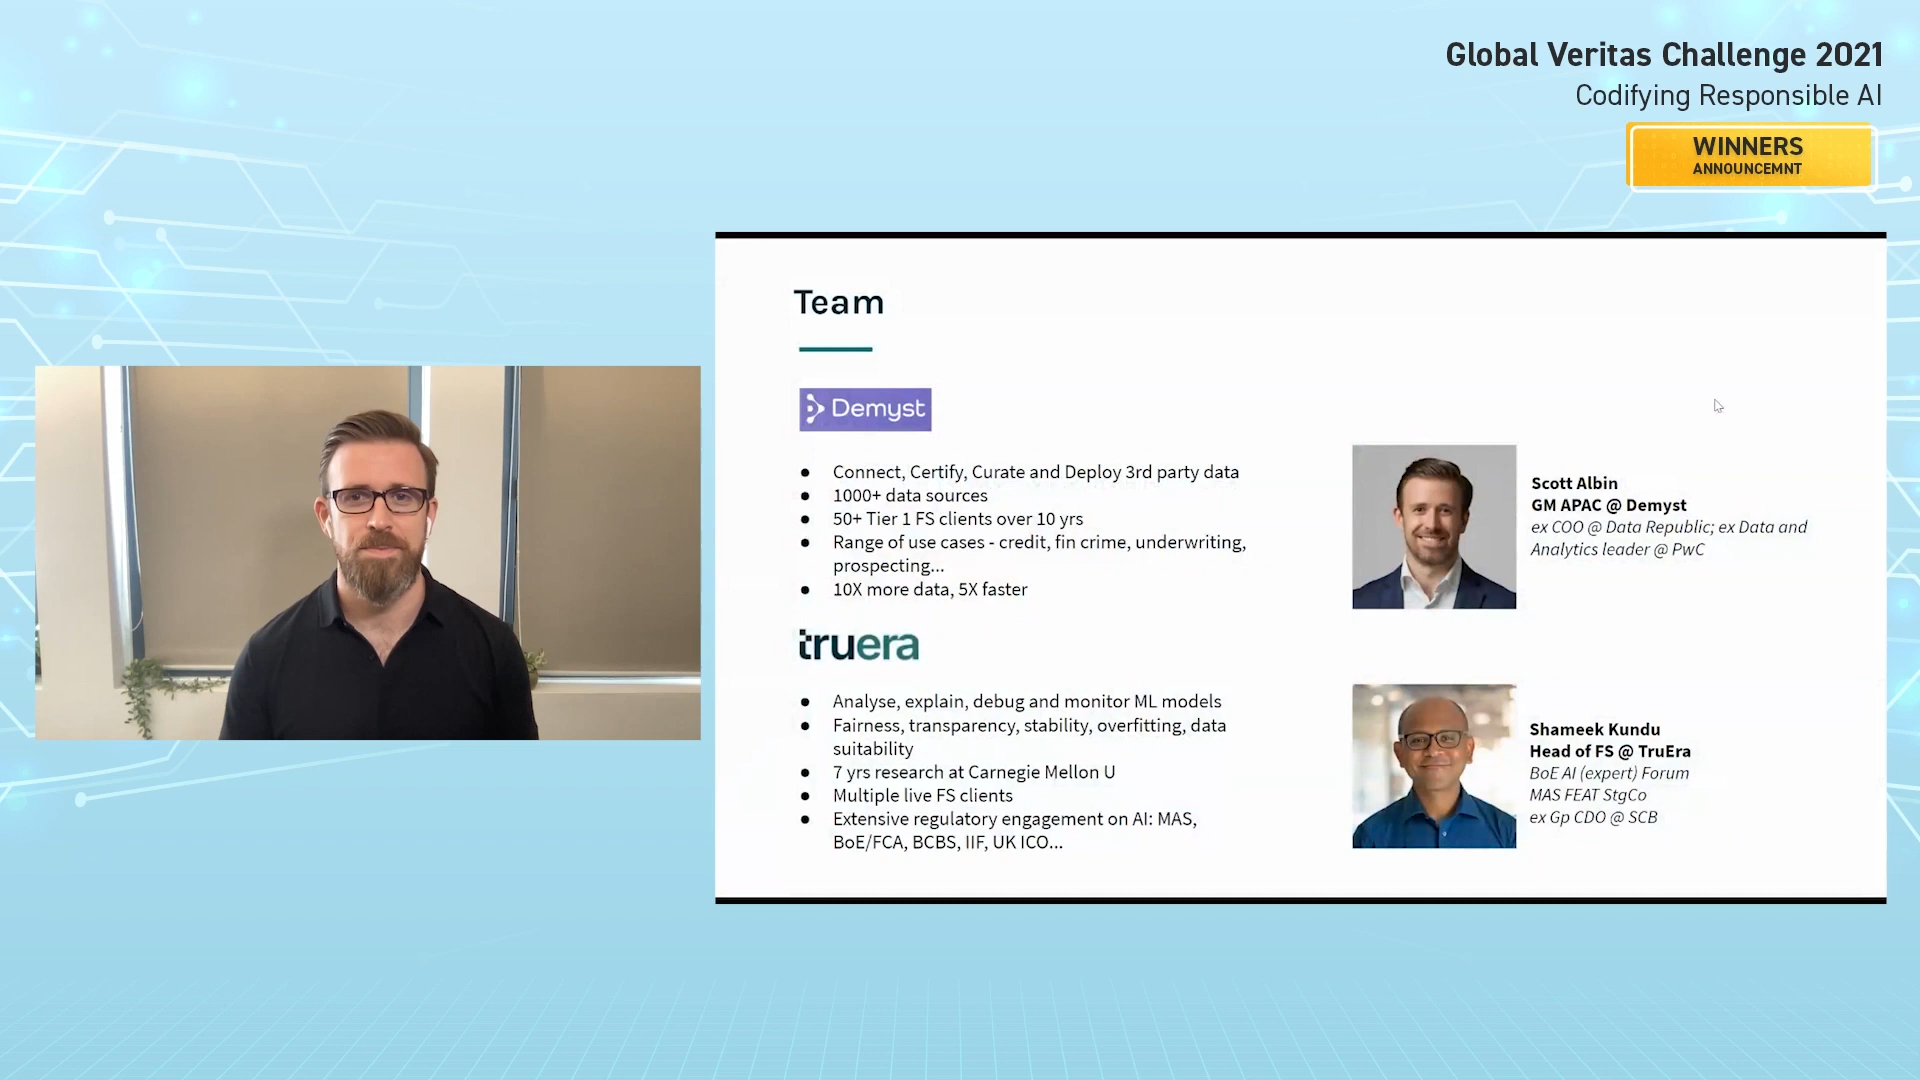 Global Veritas Challenge 2021
Codifying Responsible AI
WINNERS
ANNOUNCEMNT
Team
Demyst
● Connect, Certify, Curate and Deploy 3rd party data
● 1000+ data sources
● 50+ Tier 1 FS clients over 10 yrs
● Range of use cases - credit, fin crime, underwriting,
prospecting...
● 10X more data, 5X faster
Scott Albin
GM APAC @ Demyst
ex COO @ Data Republic; ex Data and
Analytics leader @ PwC
truera
● Analyse, explain, debug and monitor ML models
● Fairness, transparency, stability, overfitting, data
suitability
● 7 yrs research at Carnegie Mellon U
● Multiple live FS clients
● Extensive regulatory engagement on AI: MAS,
BoE/FCA, BCBS, IIF, UK ICO...
Shameek Kundu
Head of FS @ TruEra
BoE AI (expert) Forum
MAS FEAT StgCo
ex Gp CDO @ SCB